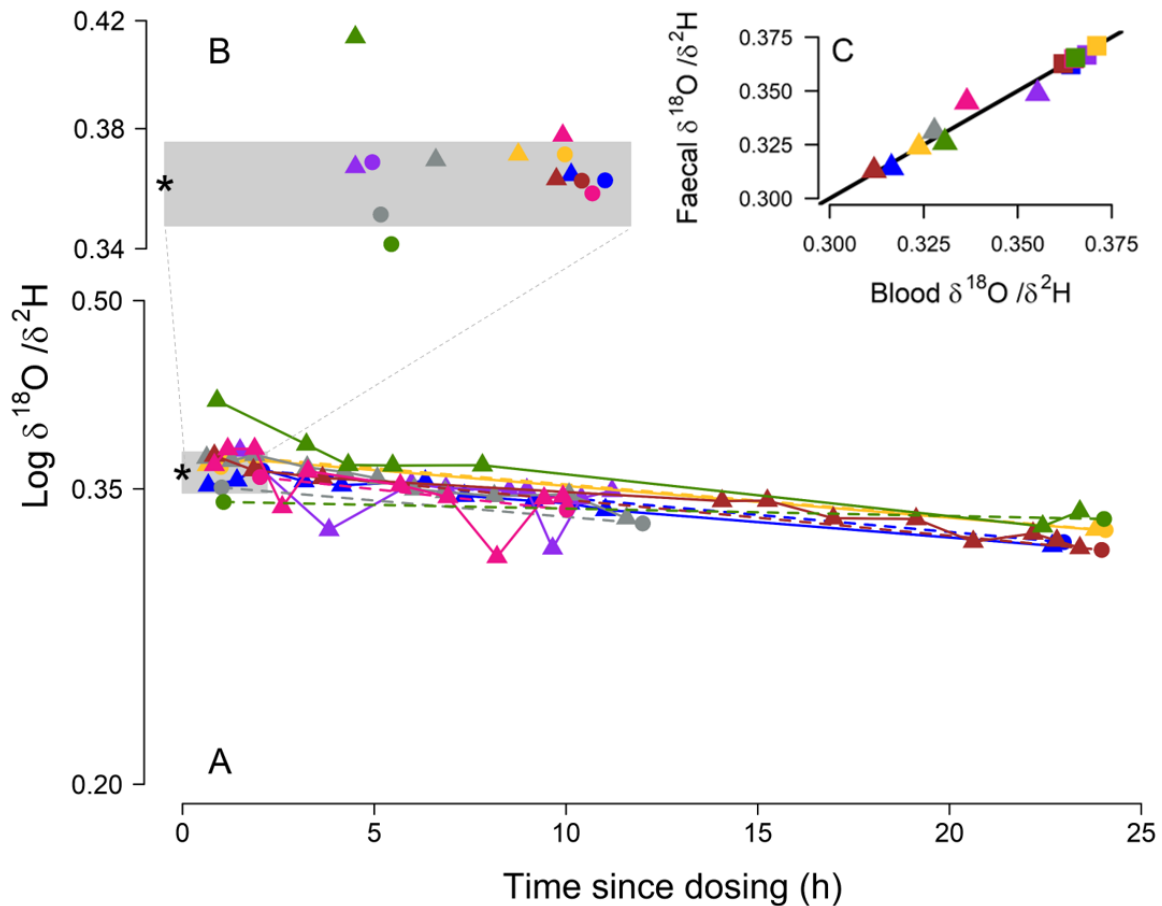 B
0.42
0.38
0.34
*
C
Faecal δ¹⁸O /δ²H
0.375
0.350
0.325
0.300
0.300 0.325 0.350 0.375
Blood δ¹⁸O /δ²H
Log δ¹⁸O /δ²H
0.50
0.35
0.20
*
A
0 5 10 15 20 25
Time since dosing (h)